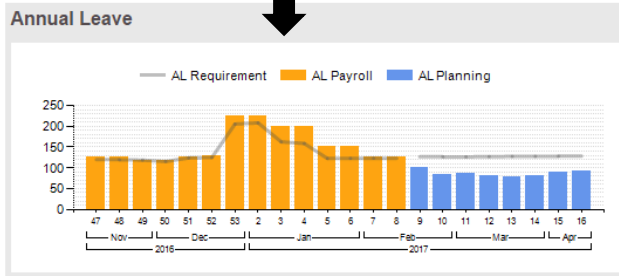 Annual Leave
AL Requirement AL Payroll AL Planning
250
200
150
100
50
0
47 48 49 50 51 52 53 2 3 4 5 6 7 8 9 10 11 12 13 14 15 16
Nov Dec Jan Feb Mar Apr
2016 2017